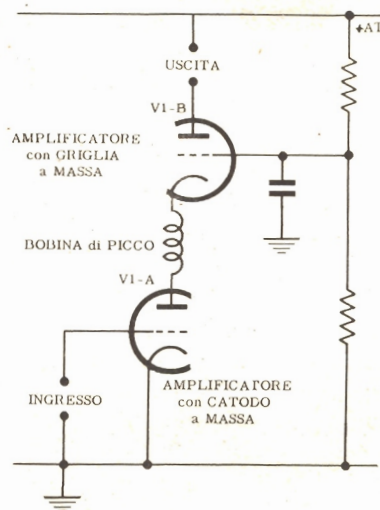 +AT
USCITA
V1-B
AMPLIFICATORE
con GRIGLIA
a MASSA
BOBINA di PICCO
V1-A
AMPLIFICATORE
con CATODO
a MASSA
INGRESSO